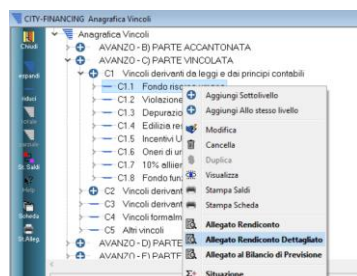 CITY-FINANCING Anagrafica Vincoli
Chiudi
espandi
riduci
St. Saldi
Help
Scheda
St.Alleg.
Anagrafica Vincoli
AVANZO - B) PARTE ACCANTONATA
AVANZO - C) PARTE VINCOLATA
C1 Vincoli derivanti da leggi e dai principi contabili
C1.1 Fondo
C1.2 Violazione
C1.3 Depurazio
C1.4 Edilizia
C1.5 Incentivi U
C1.6 Oneri di ur
C1.7 10%
C1.8 Fondo
C2 Vincoli derivant
C3 Vincoli derivant
C4 Vincoli formalm
C5 Altri vincoli
AVANZO - D) PARTE
AVANZO - E) PARTE
Aggiungi Sottolivello
Aggiungi Allo stesso livello
Modifica
Cancella
Duplica
Visualizza
Stampa Saldi
Stampa Scheda
Allegato Rendiconto
Allegato Rendiconto Dettagliato
Allegato al Bilancio di Previsione
Situazione